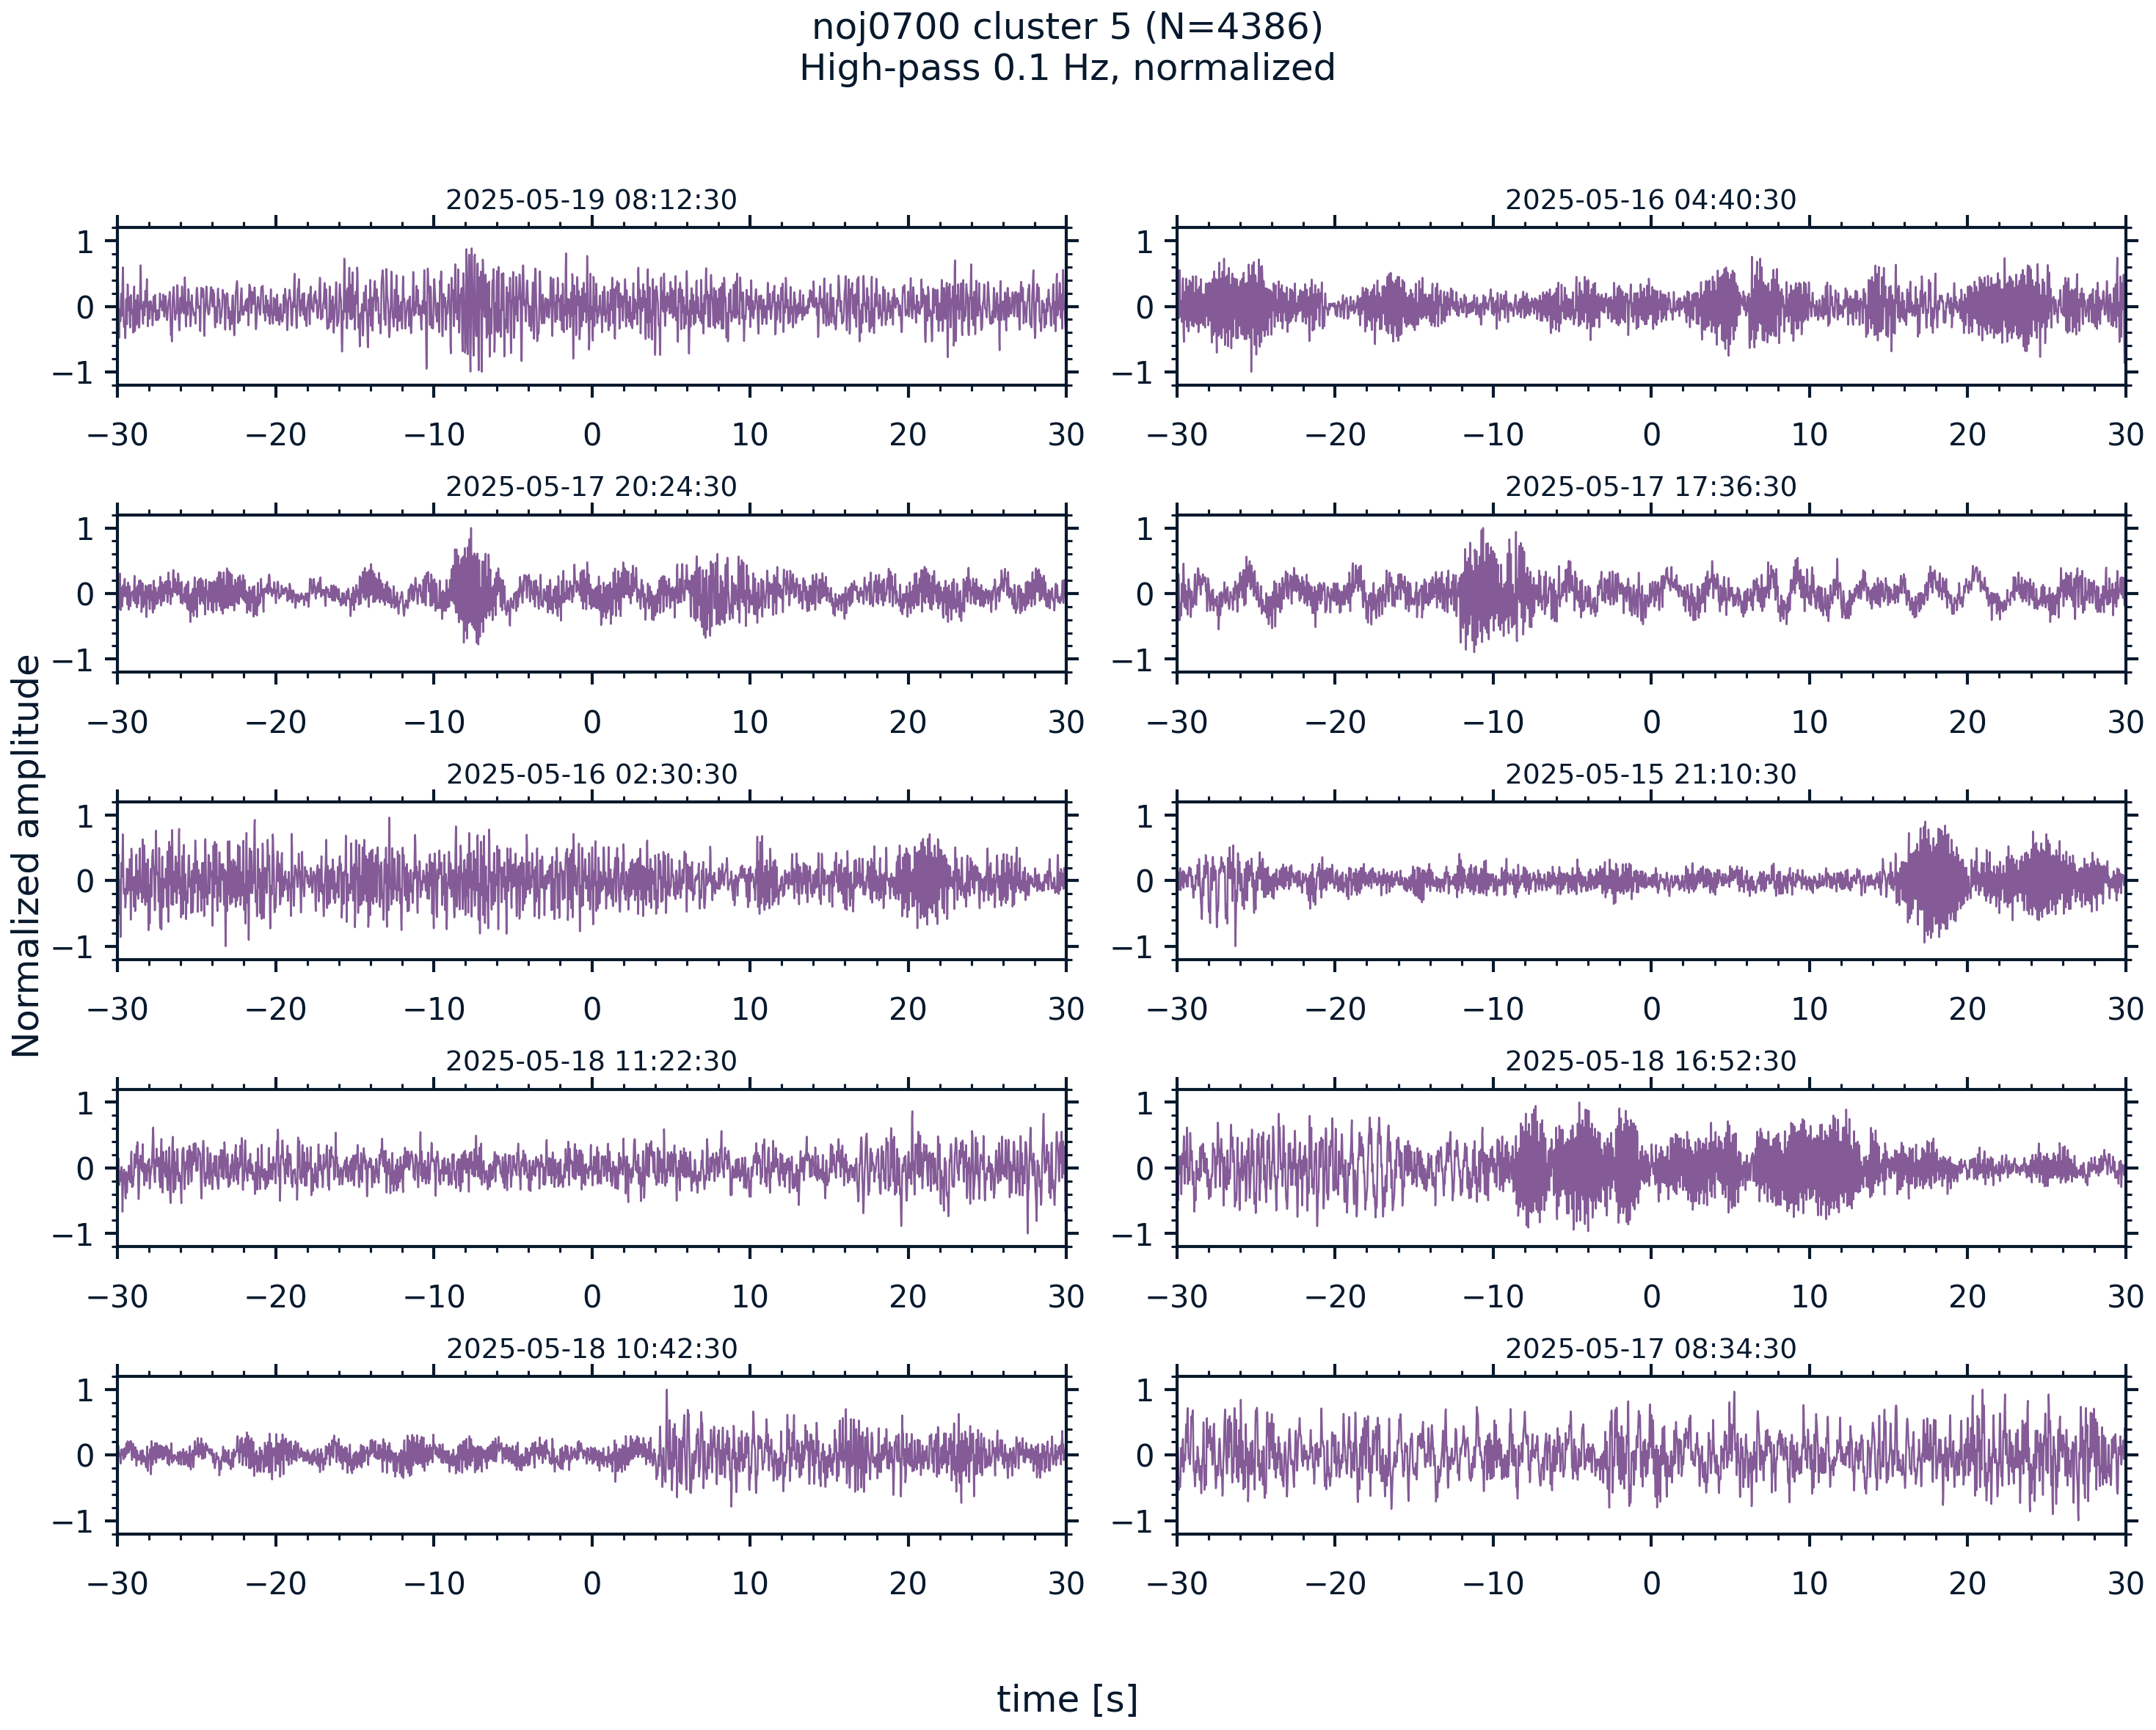 noj0700 cluster 5 (N=4386)
High-pass 0.1 Hz, normalized
Normalized amplitude
2025-05-19 08:12:30
1
0
−1
−30 −20 −10 0 10 20 30
2025-05-16 04:40:30
1
0
−1
−30 −20 −10 0 10 20 30
2025-05-17 20:24:30
1
0
−1
−30 −20 −10 0 10 20 30
2025-05-17 17:36:30
1
0
−1
−30 −20 −10 0 10 20 30
2025-05-16 02:30:30
1
0
−1
−30 −20 −10 0 10 20 30
2025-05-15 21:10:30
1
0
−1
−30 −20 −10 0 10 20 30
2025-05-18 11:22:30
1
0
−1
−30 −20 −10 0 10 20 30
2025-05-18 16:52:30
1
0
−1
−30 −20 −10 0 10 20 30
2025-05-18 10:42:30
1
0
−1
−30 −20 −10 0 10 20 30
2025-05-17 08:34:30
1
0
−1
−30 −20 −10 0 10 20 30
time [s]